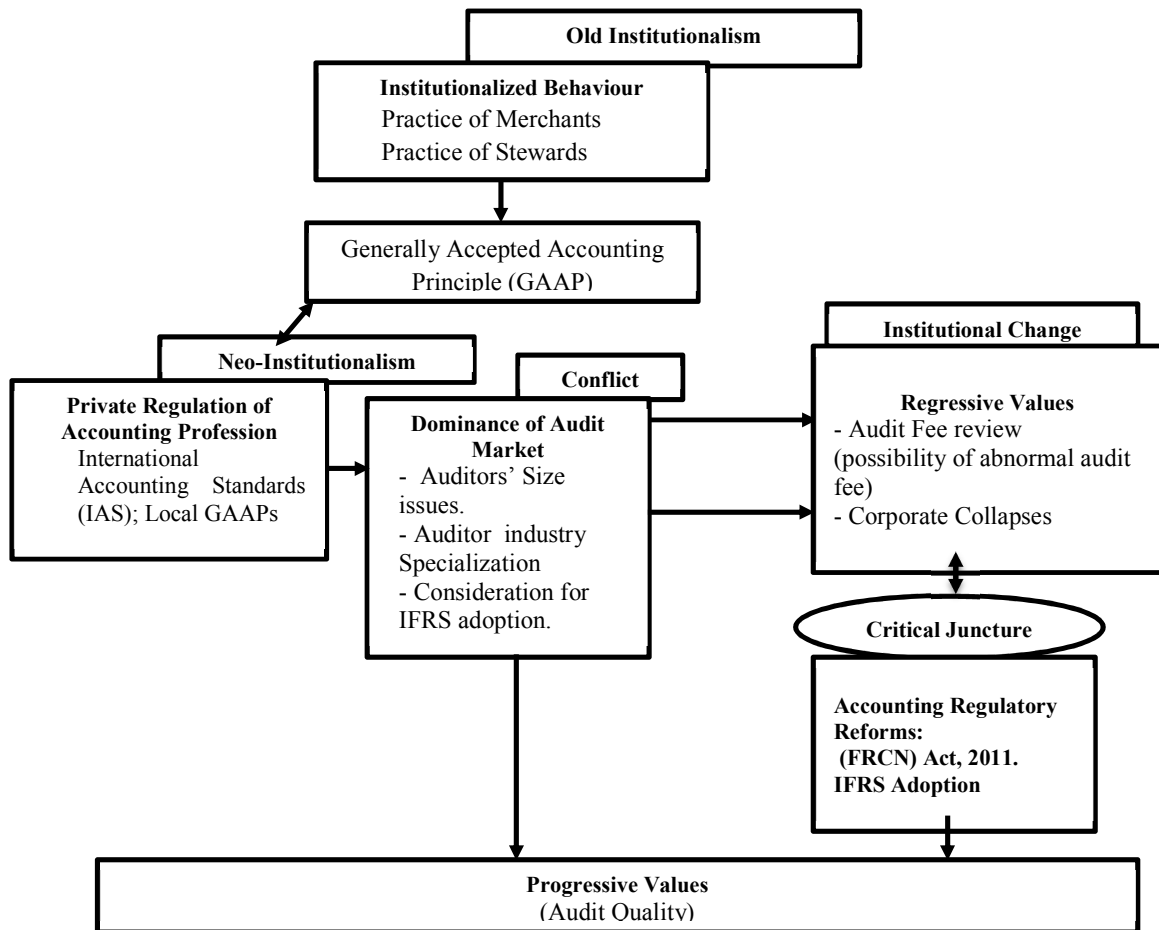 Old Institutionalism
Institutionalized Behaviour
Practice of Merchants
Practice of Stewards
Generally Accepted Accounting
Principle (GAAP)
Neo-Institutionalism
Private Regulation of
Accounting Profession
International
Accounting Standards
(IAS); Local GAAPs
Conflict
Dominance of Audit
Market
- Auditors’ Size
issues.
- Auditor industry
Specialization
- Consideration for
IFRS adoption.
Institutional Change
Regressive Values
- Audit Fee review
(possibility of abnormal audit
fee)
- Corporate Collapses
Critical Juncture
Accounting Regulatory
Reforms:
(FRCN) Act, 2011.
IFRS Adoption
Progressive Values
(Audit Quality)